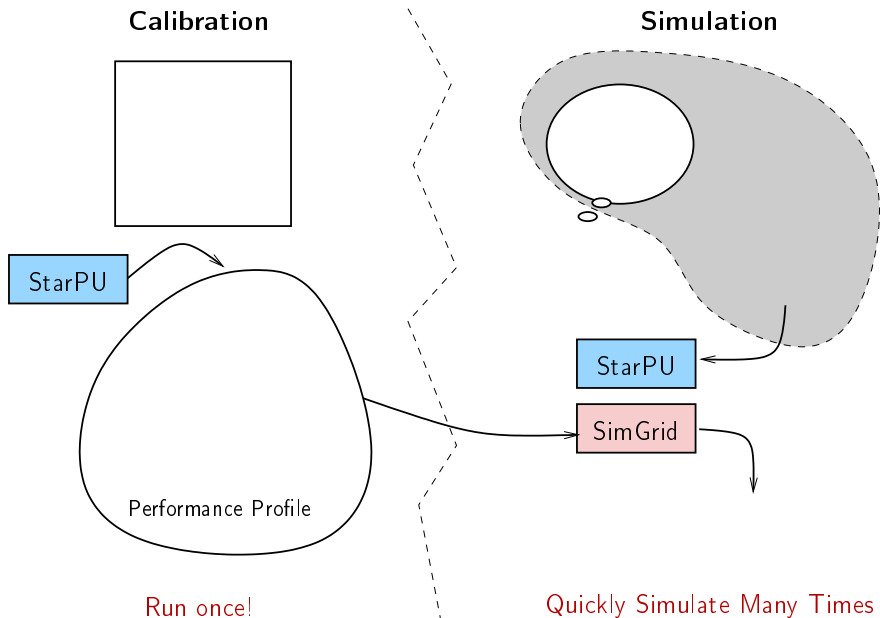 Calibration
Simulation
StarPU
StarPU
SimGrid
Performance Profile
Run once!
Quickly Simulate Many Times